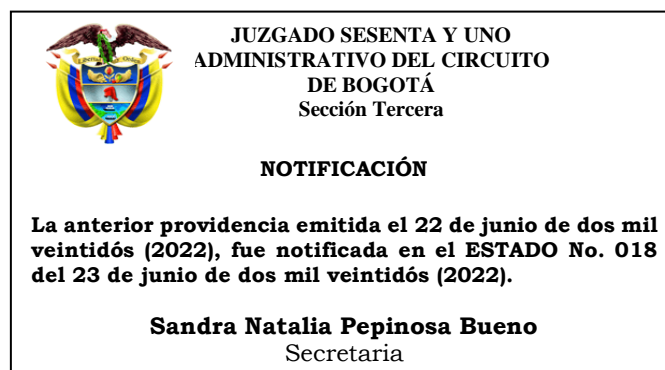 JUZGADO SESENTA Y UNO
ADMINISTRATIVO DEL CIRCUITO
DE BOGOTÁ
Sección Tercera
NOTIFICACIÓN
La anterior providencia emitida el 22 de junio de dos mil
veintidós (2022), fue notificada en el ESTADO No. 018
del 23 de junio de dos mil veintidós (2022).
Sandra Natalia Pepinosa Bueno
Secretaria